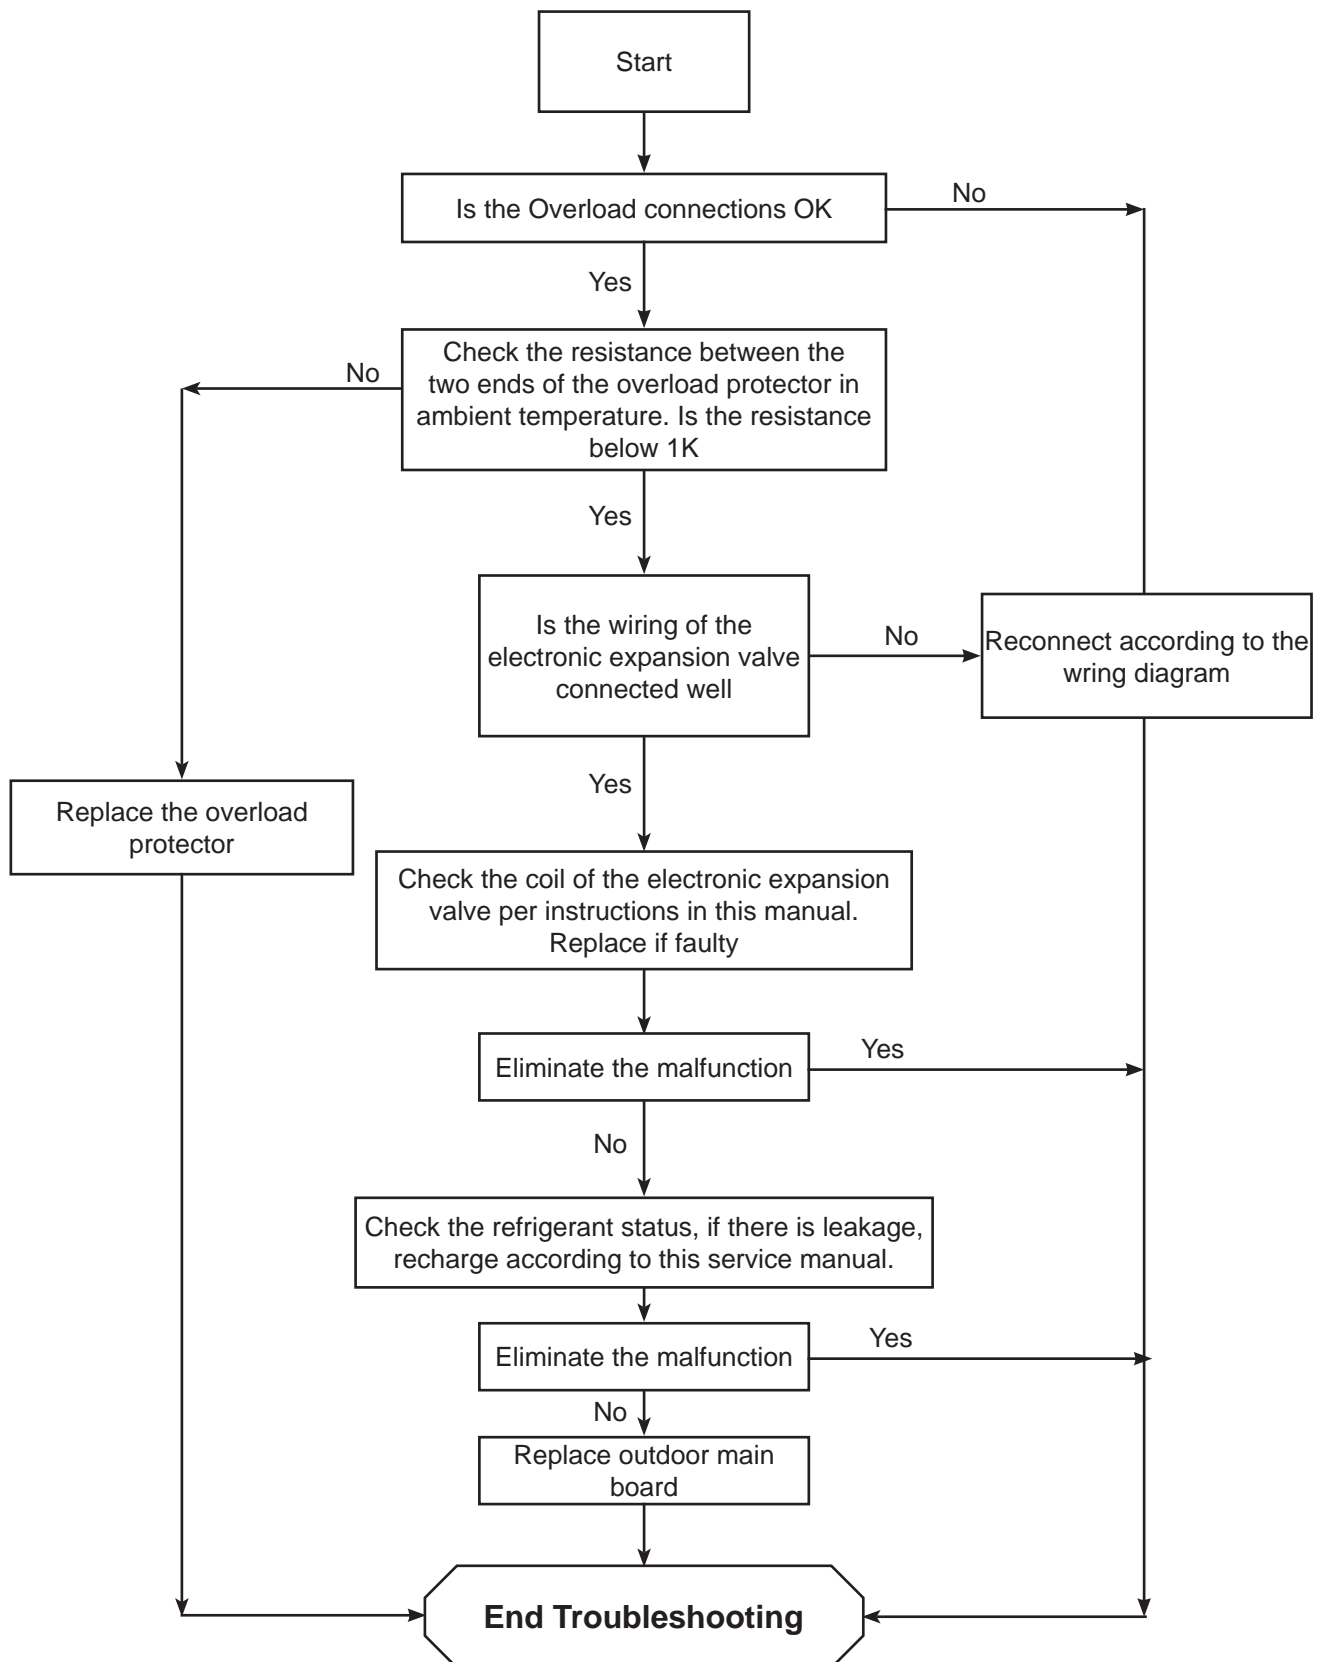 Start
Is the Overload connections OK
No
Yes
Check the resistance between the
two ends of the overload protector in
ambient temperature. Is the resistance
below 1K
No
Yes
Is the wiring of the
electronic expansion valve
connected well
No
Reconnect according to the
wring diagram
Yes
Replace the overload
protector
Check the coil of the electronic expansion
valve per instructions in this manual.
Replace if faulty
Eliminate the malfunction
Yes
No
Check the refrigerant status, if there is leakage,
recharge according to this service manual.
Eliminate the malfunction
Yes
No
Replace outdoor main
board
End Troubleshooting